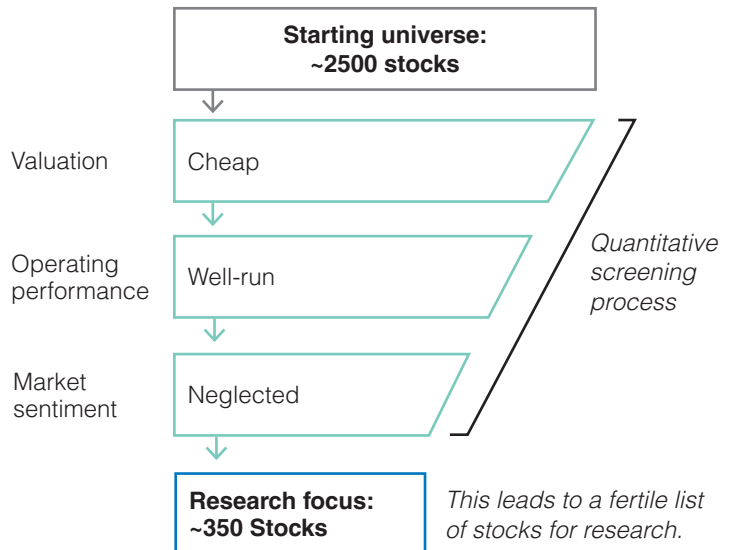 Starting universe:
~2500 stocks
Valuation
Cheap
Operating
performance
Well-run
Quantitative
screening
process
Market
sentiment
Neglected
Research focus:
~350 Stocks
This leads to a fertile list
of stocks for research.